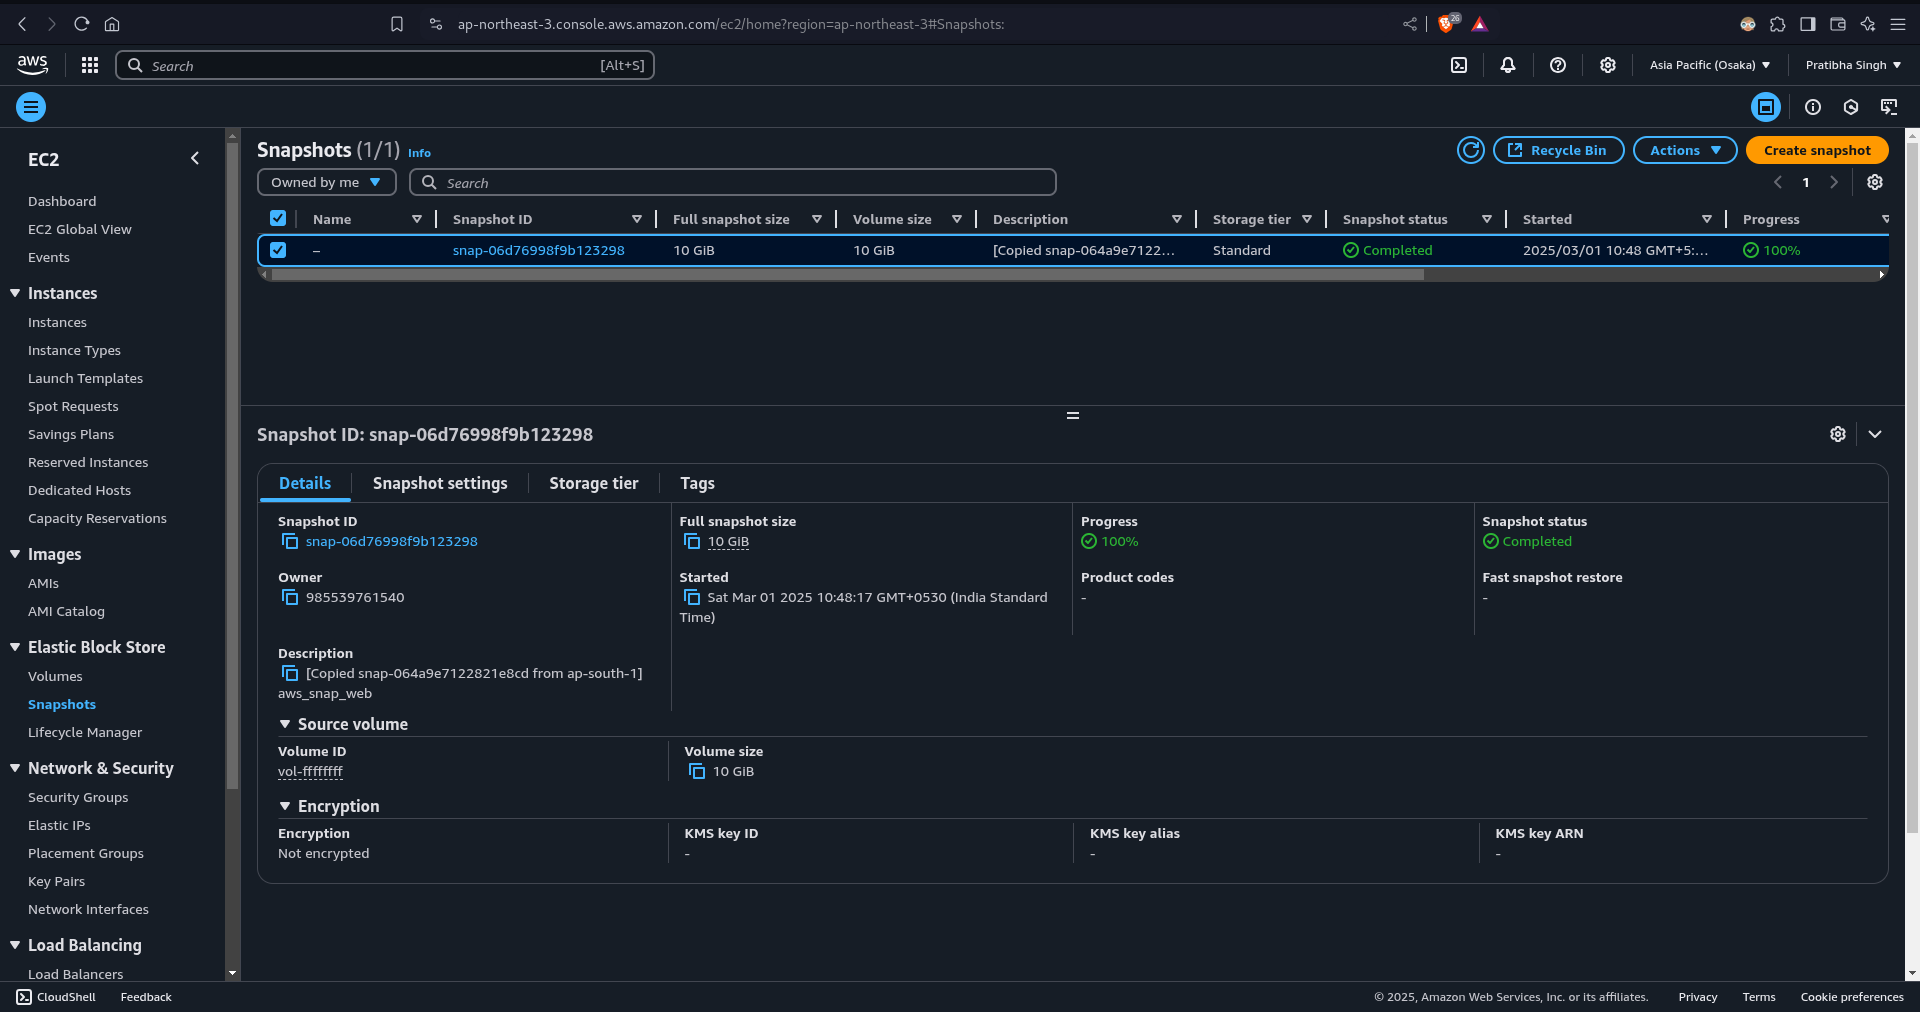 ap-northeast-3.console.aws.amazon.com/ec2/home?region=ap-northeast-3#Snapshots:
26
aws
Search
[Alt+S]
Asia Pacific (Osaka)
Pratibha Singh
EC2
Dashboard
EC2 Global View
Events
Instances
Instances
Instance Types
Launch Templates
Spot Requests
Savings Plans
Reserved Instances
Dedicated Hosts
Capacity Reservations
Images
AMIs
AMI Catalog
Elastic Block Store
Volumes
Snapshots
Lifecycle Manager
Network & Security
Security Groups
Elastic IPs
Placement Groups
Key Pairs
Network Interfaces
Load Balancing
Load Balancers
Snapshots (1/1) Info
Recycle Bin
Actions
Create snapshot
Owned by me
Search
1
Name Snapshot ID Full snapshot size Volume size Description Storage tier Snapshot status Started Progress
– snap-06d76998f9b123298 10 GiB 10 GiB [Copied snap-064a9e7122... Standard Completed 2025/03/01 10:48 GMT+5:... 100%
Snapshot ID: snap-06d76998f9b123298
Details Snapshot settings Storage tier Tags
Snapshot ID
snap-06d76998f9b123298
Full snapshot size
10 GiB
Progress
100%
Snapshot status
Completed
Owner
985539761540
Started
Sat Mar 01 2025 10:48:17 GMT+0530 (India Standard
Time)
Product codes
-
Fast snapshot restore
-
Description
[Copied snap-064a9e7122821e8cd from ap-south-1]
aws_snap_web
Source volume
Volume ID
vol-ffffffff
Volume size
10 GiB
Encryption
Encryption
Not encrypted
KMS key ID
-
KMS key alias
-
KMS key ARN
-
CloudShell Feedback © 2025, Amazon Web Services, Inc. or its affiliates. Privacy Terms Cookie preferences